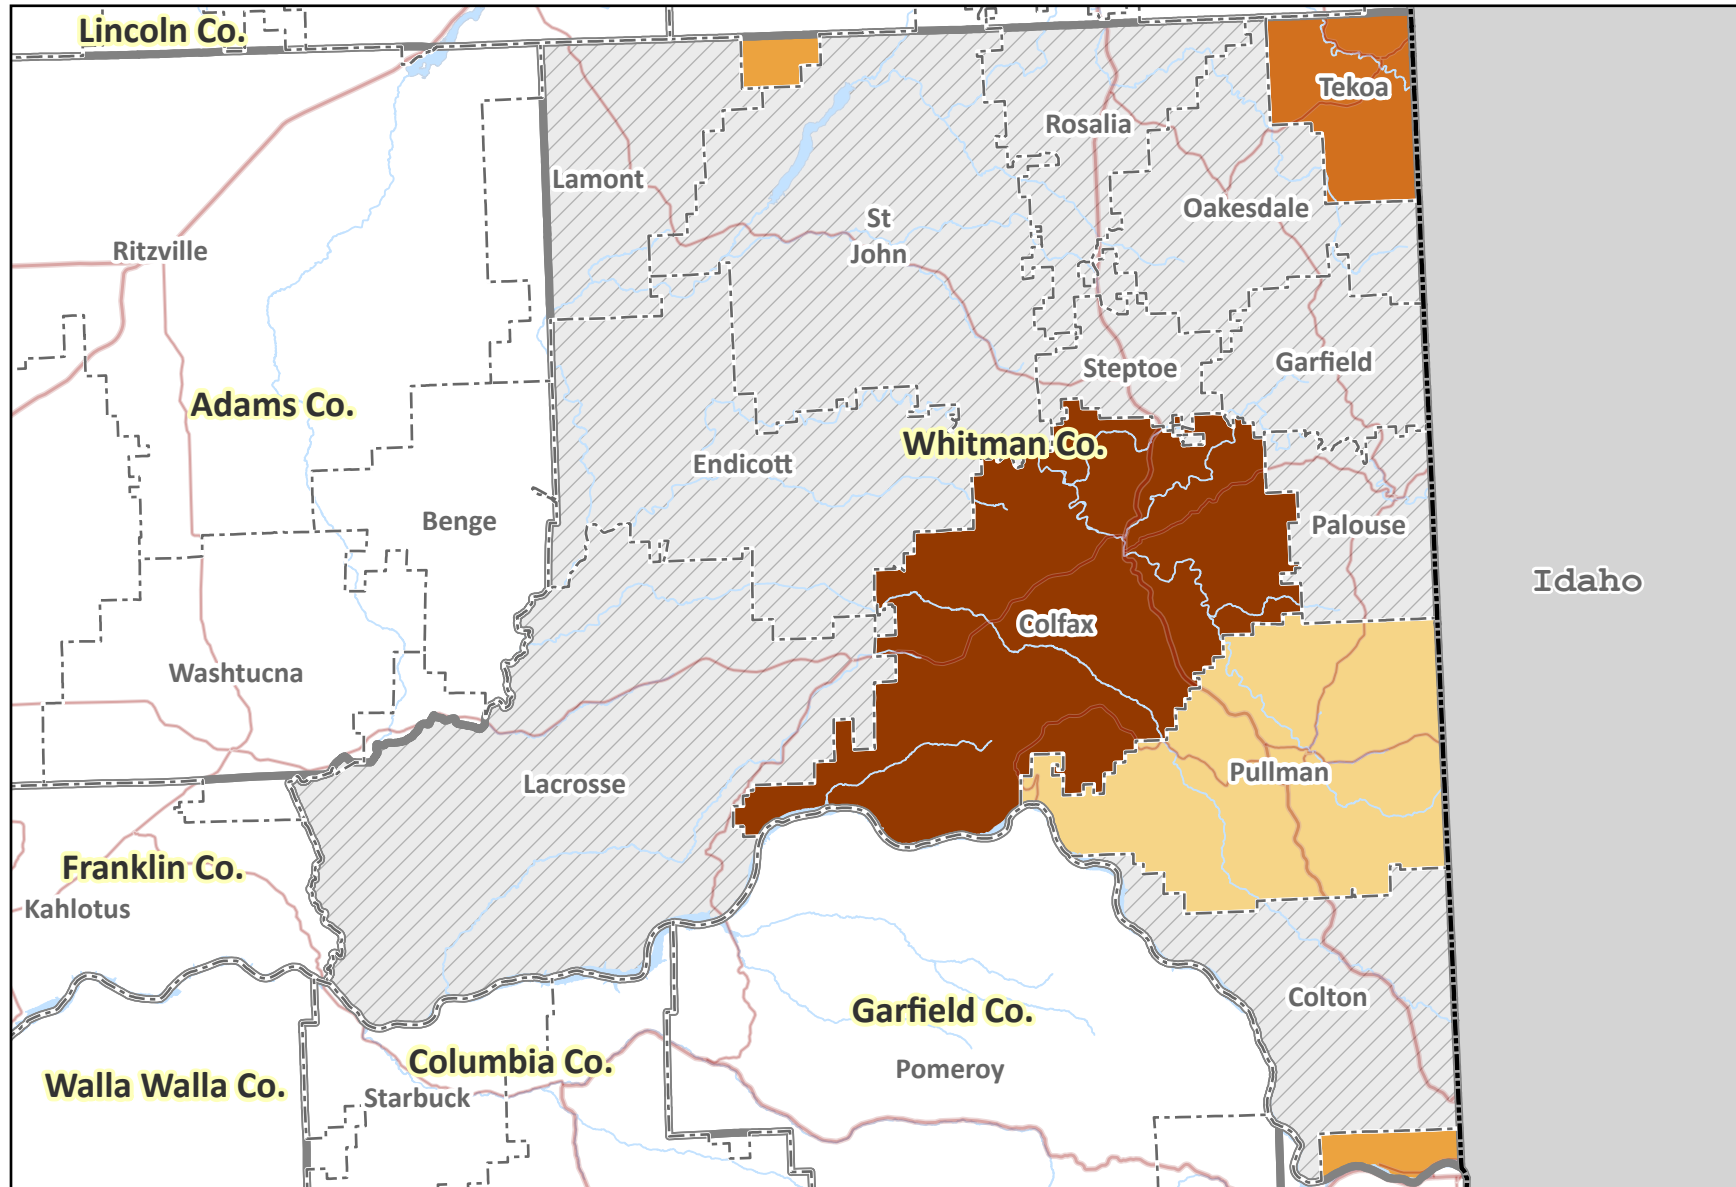 Lincoln Co.
Tekoa
Rosalia
Lamont
Oakesdale
St
John
Ritzville
Garfield
Steptoe
Adams Co.
Whitman Co.
Endicott
Benge
Palouse
Idaho
Colfax
Washtucna
Pullman
Lacrosse
Franklin Co.
Kahlotus
Colton
Garfield Co.
Columbia Co.
Pomeroy
Walla Walla Co.
Starbuck